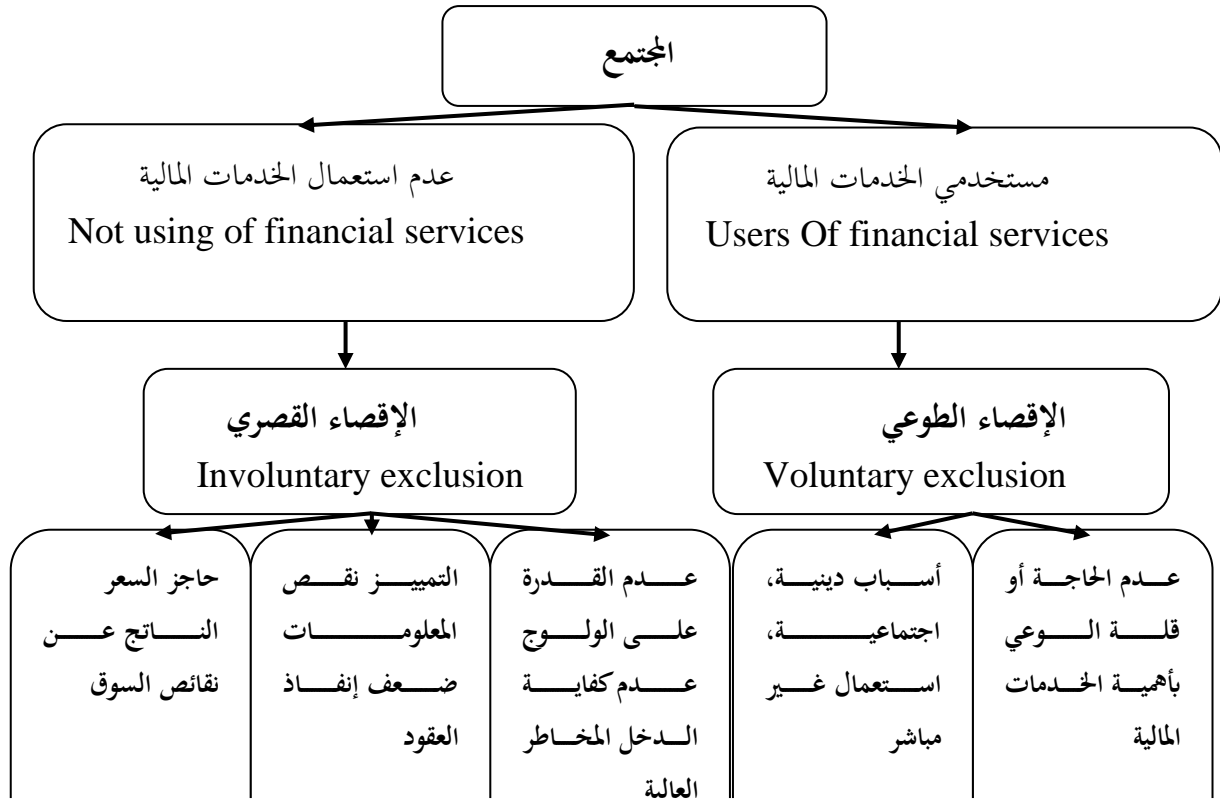 المجتمع
مستخدمي الخدمات المالية
Users Of financial services
عدم استعمال الخدمات المالية
Not using of financial services
الإقصاء الطوعي
Voluntary exclusion
الإقصاء القصري
Involuntary exclusion
عدم الحاجة أو
قلة الوعي
بأهمية الخدمات
المالية
أسباب دينية،
اجتماعية،
استعمال غير
مباشر
عدم القدرة
على الولوج
عدم كفاية
الدخل المخاطر
العالية
التمييز نقص
المعلومات
ضعف إنفاذ
العقود
حاجز السعر
الناتج عن
نقائص السوق